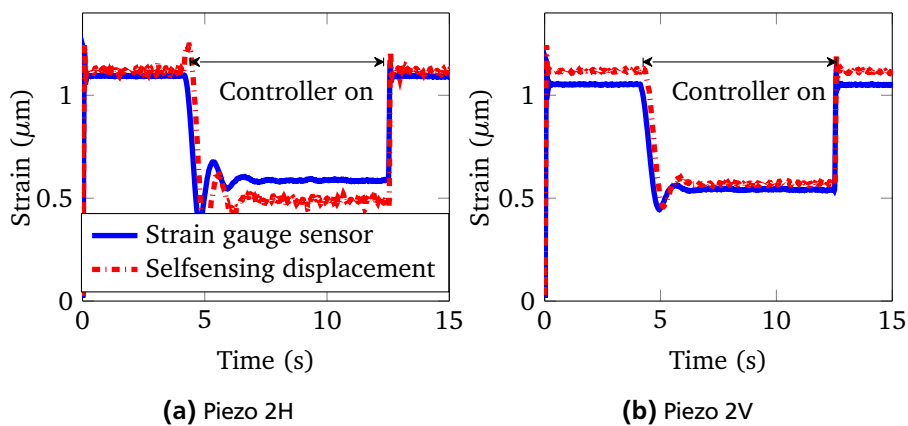 Controller on
Strain gauge sensor
Selfsensing displacement
Strain (μm)
1
0.5
0
0
5
10
15
Time (s)
(a) Piezo 2H
Controller on
Strain (μm)
1
0.5
0
0
5
10
15
Time (s)
(b) Piezo 2V